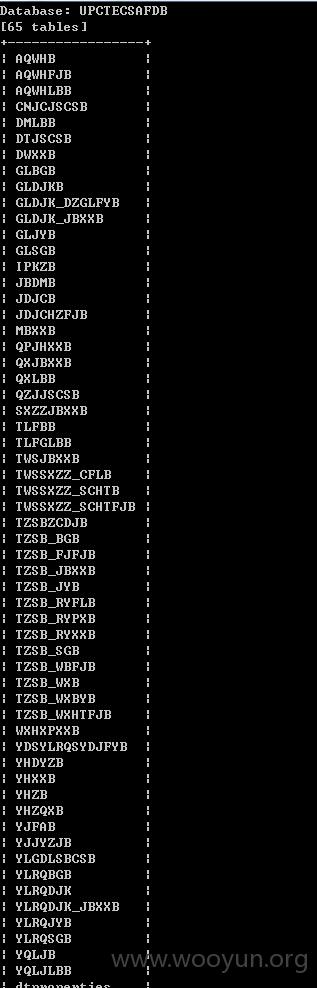 Database: UPCTECSAFDB
[65 tables]
+-----------------+
¦ AQWHB ¦
¦ AQWHFJB ¦
¦ AQWHLBB ¦
¦ CNJCJSCSB ¦
¦ DMLBB ¦
¦ DTJSCSB ¦
¦ DWXXB ¦
¦ GLBGB ¦
¦ GLDJKB ¦
¦ GLDJK_DZGLFYB ¦
¦ GLDJK_JBXXB ¦
¦ GLJYB ¦
¦ GLSGB ¦
¦ IPKZB ¦
¦ JBDMB ¦
¦ JDJCB ¦
¦ JDJCHZFJB ¦
¦ MBXXB ¦
¦ QPJHXXB ¦
¦ QXJBXXB ¦
¦ QXLBB ¦
¦ QZJJSCSB ¦
¦ SXZZJBXXB ¦
¦ TLFBB ¦
¦ TLFGLBB ¦
¦ TWSJBXXB ¦
¦ TWSSXZZ_CFLB ¦
¦ TWSSXZZ_SCHTB ¦
¦ TWSSXZZ_SCHTFJB ¦
¦ TZSBZCDJB ¦
¦ TZSB_BGB ¦
¦ TZSB_FJFJB ¦
¦ TZSB_JBXXB ¦
¦ TZSB_JYB ¦
¦ TZSB_RYFLB ¦
¦ TZSB_RYPXB ¦
¦ TZSB_RYXXB ¦
¦ TZSB_SGB ¦
¦ TZSB_WBFJB ¦
¦ TZSB_WXB ¦
¦ TZSB_WXBYB ¦
¦ TZSB_WXHTFJB ¦
¦ WXHXPXXB ¦
¦ YDSYLRQSYDJFYB ¦
¦ YHDYZB ¦
¦ YHXXB ¦
¦ YHZB ¦
¦ YHZQXB ¦
¦ YJFAB ¦
¦ YJJYZJB ¦
¦ YLGDLSBCSB ¦
¦ YLRQBGB ¦
¦ YLRQDJK ¦
¦ YLRQDJK_JBXXB ¦
¦ YLRQJYB ¦
¦ YLRQSGB ¦
¦ YQLJB ¦
¦ YQLJLBB ¦
¦ dtproperties ¦
www.wooyun.org